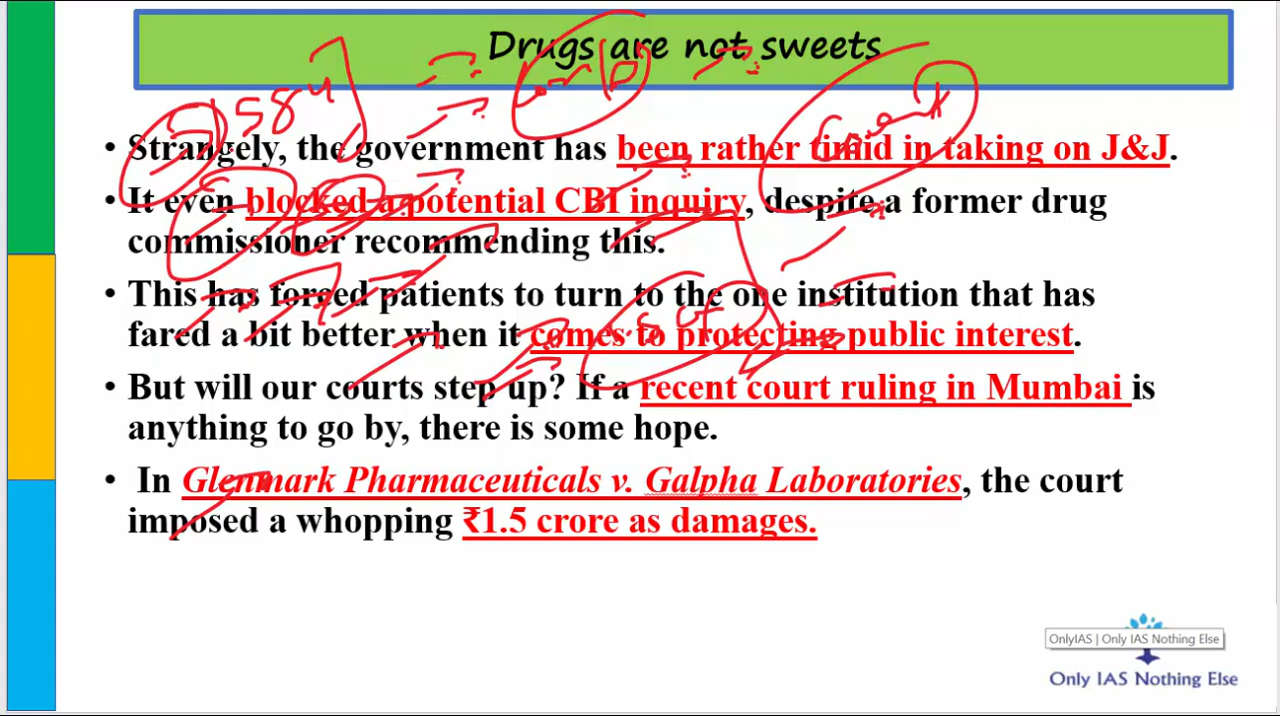 Drugs are not sweets
• Strangely, the government has been rather timid in taking on J&J.
• It even blocked a potential CBI inquiry, despite a former drug
commissioner recommending this.
• This has forced patients to turn to the one institution that has
fared a bit better when it comes to protecting public interest.
• But will our courts step up? If a recent court ruling in Mumbai is
anything to go by, there is some hope.
• In Glenmark Pharmaceuticals v. Galpha Laboratories, the court
imposed a whopping ₹1.5 crore as damages.
OnlyIAS | Only IAS Nothing Else
Only IAS Nothing Else